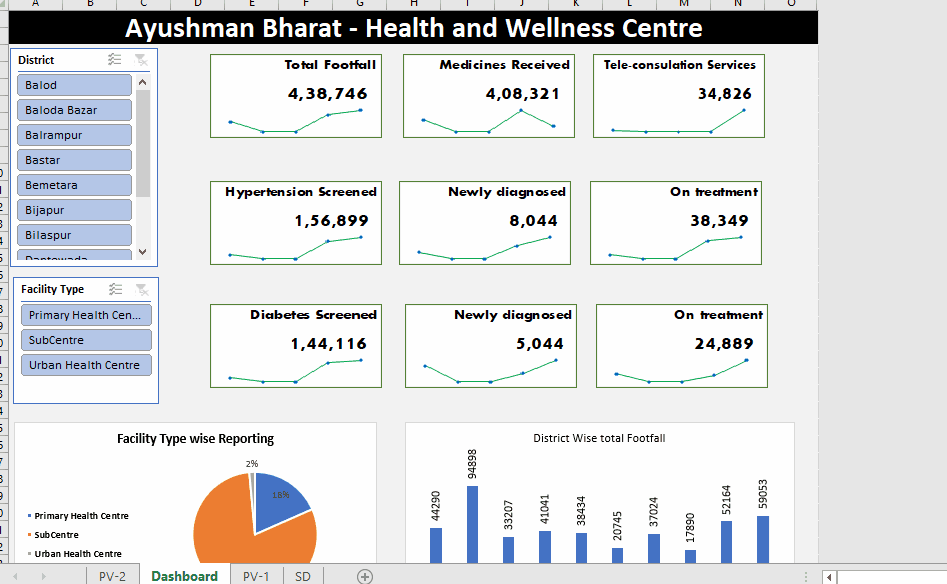 A B C D E F G H I J K L M N O
Ayushman Bharat - Health and Wellness Centre
District
Balod
Baloda Bazar
Balrampur
Bastar
Bemetara
Bijapur
Bilaspur
Dantewada
Facility Type
Primary Health Cen...
SubCentre
Urban Health Centre
Total Footfall
4,38,746
Medicines Received
4,08,321
Tele-consulation Services
34,826
Hypertension Screened
1,56,899
Newly diagnosed
8,044
On treatment
38,349
Diabetes Screened
1,44,116
Newly diagnosed
5,044
On treatment
24,889
Facility Type wise Reporting
2%
18%
Primary Health Centre
SubCentre
Urban Health Centre
District Wise total Footfall
44290
94898
33207
41041
38434
20745
37024
17890
52164
59053
PV-2 Dashboard PV-1 SD